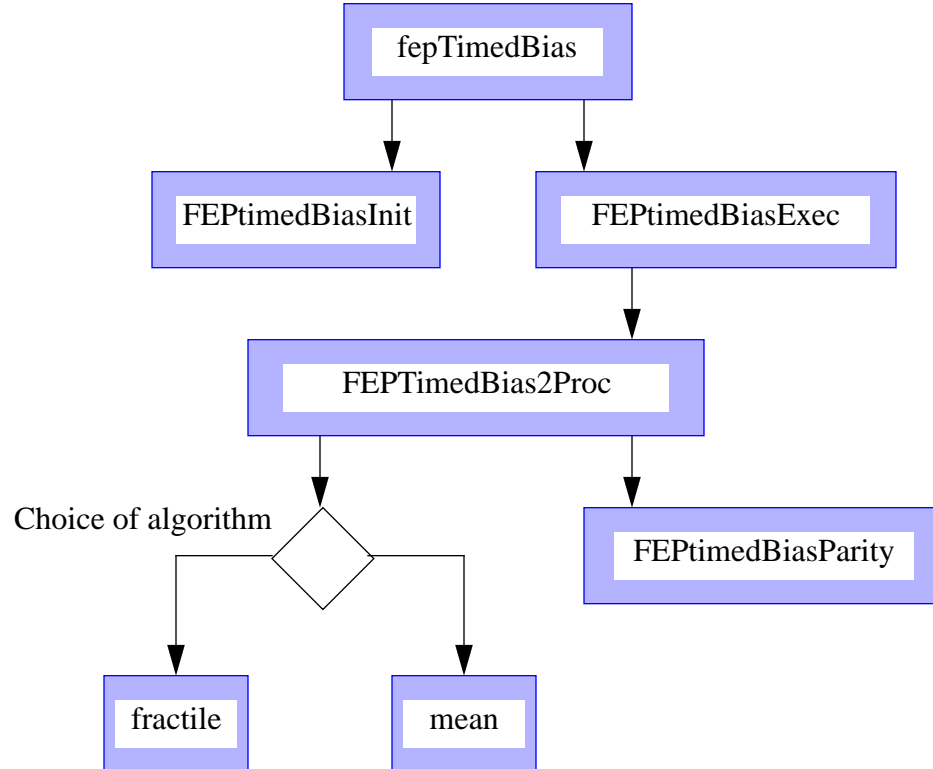 fepTimedBias
FEPtimedBiasInit
FEPtimedBiasExec
FEPTimedBias2Proc
Choice of algorithm
FEPtimedBiasParity
fractile
mean